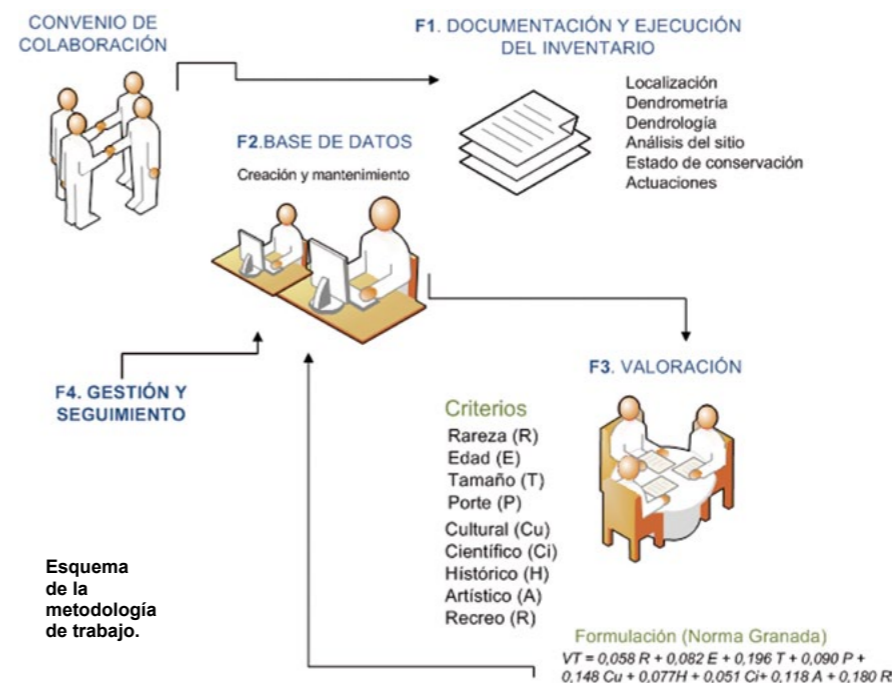 CONVENIO DE
COLABORACIÓN
F1. DOCUMENTACIÓN Y EJECUCIÓN
DEL INVENTARIO
Localización
Dendrometría
Dendrología
Análisis del sitio
Estado de conservación
Actuaciones
F2.BASE DE DATOS
Creación y mantenimiento
F3. VALORACIÓN
F4. GESTIÓN Y
SEGUIMIENTO
Criterios
Rareza (R)
Edad (E)
Tamaño (T)
Porte (P)
Cultural (Cu)
Científico (Ci)
Histórico (H)
Artístico (A)
Recreo (R)
Esquema
de la
metodología
de trabajo.
Formulación (Norma Granada)
VT = 0,058 R + 0,082 E + 0,196 T + 0,090 P +
0,148 Cu + 0,077H + 0,051 Ci+ 0,118 A + 0,180 R